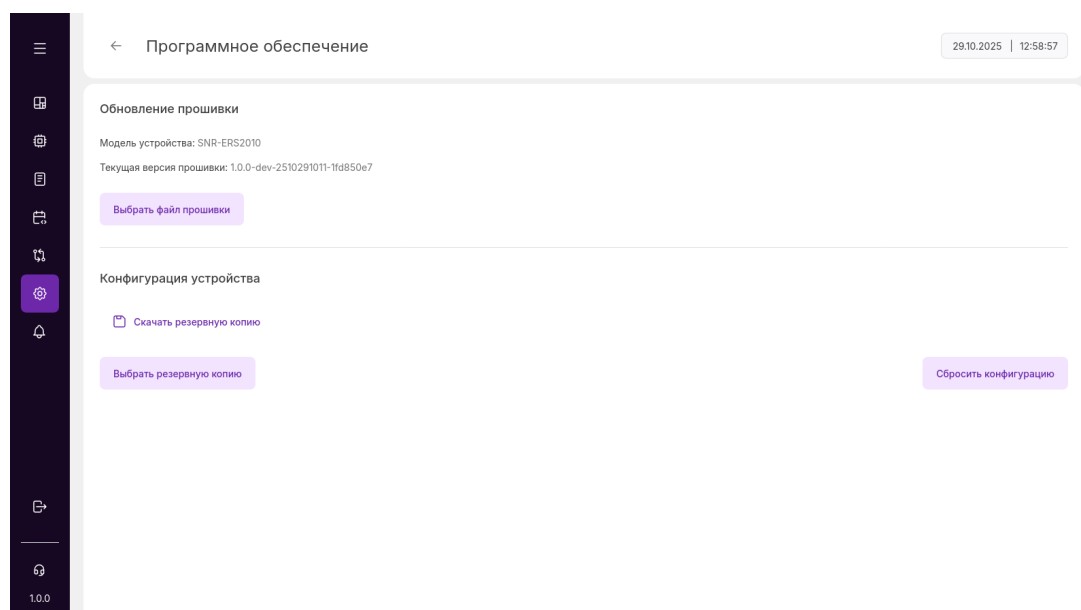 Программное обеспечение
29.10.2025 | 12:58:57
Обновление прошивки
Модель устройства: SNR-ERS2010
Текущая версия прошивки: 1.0.0-dev-2510291011-1fd850e7
Выбрать файл прошивки
Конфигурация устройства
Скачать резервную копию
Выбрать резервную копию
Сбросить конфигурацию
1.0.0